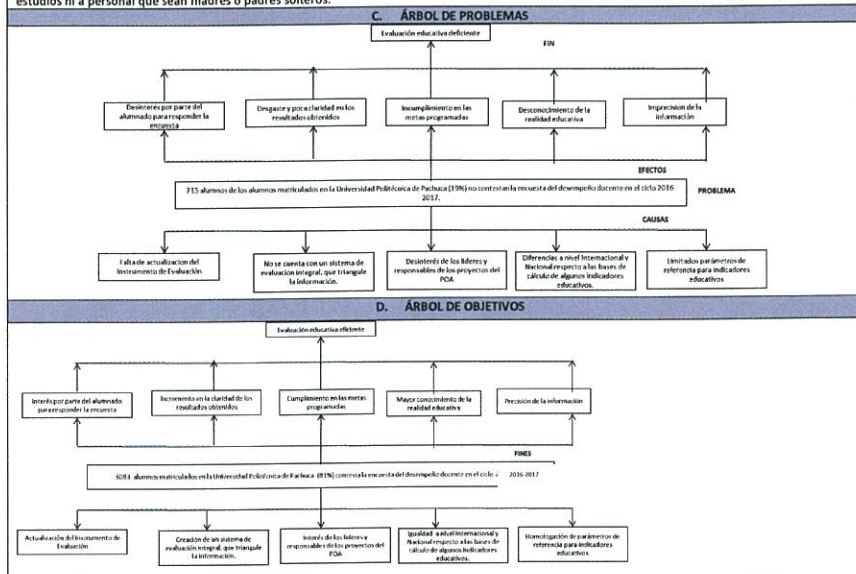 estudios ni a personal que sean madres o padres solteros.
C. ÁRBOL DE PROBLEMAS
Evaluación educativa deficiente
FIN
Desinterés por parte del
alumnado para responder la
encuesta
Desgaste y poca claridad en los
resultados obtenidos
Incumplimiento en las
metas programadas
Desconocimiento de la
realidad educativa
Imprecisión de la
información
EFECTOS
713 alumnos de los alumnos matriculados en la Universidad Politécnica de Pachuca (19%) no contestan la encuesta del desempeño docente en el ciclo 2016-
2017.
PROBLEMA
CAUSAS
Falta de actualizacion del
Instrumento de Evaluación
No se cuenta con un sistema de
evaluación integral, que triangule
la información.
Desinterés de los líderes y
responsables de los proyectos del
POA
Diferencias a nivel Internacional y
Nacional respecto a las bases de
cálculo de algunos indicadores
educativos.
Limitados parámetros de
referencia para indicadores
educativos
D. ÁRBOL DE OBJETIVOS
Evaluación educativa eficiente
Interés por parte del alumnado
para responder la encuesta
Incremento en la claridad de los
resultados obtenidos
Cumplimiento en las metas
programadas
Mayor conocimiento de la
realidad educativa
Precisión de la información
FINES
3083 alumnos matriculados en la Universidad Politécnica de Pachuca (81%) contesta la encuesta del desempeño docente en el ciclo 2016-2017
Actualización del Instrumento de
Evaluación
Creación de un sistema de
evaluación integral, que triangule
la información.
Interés de los líderes y
responsables de los proyectos del
POA
Igualdad a nivel Internacional y
Nacional respecto a las bases de
cálculo de algunos indicadores
educativos.
Homologación de parámetros de
referencia para indicadores
educativos